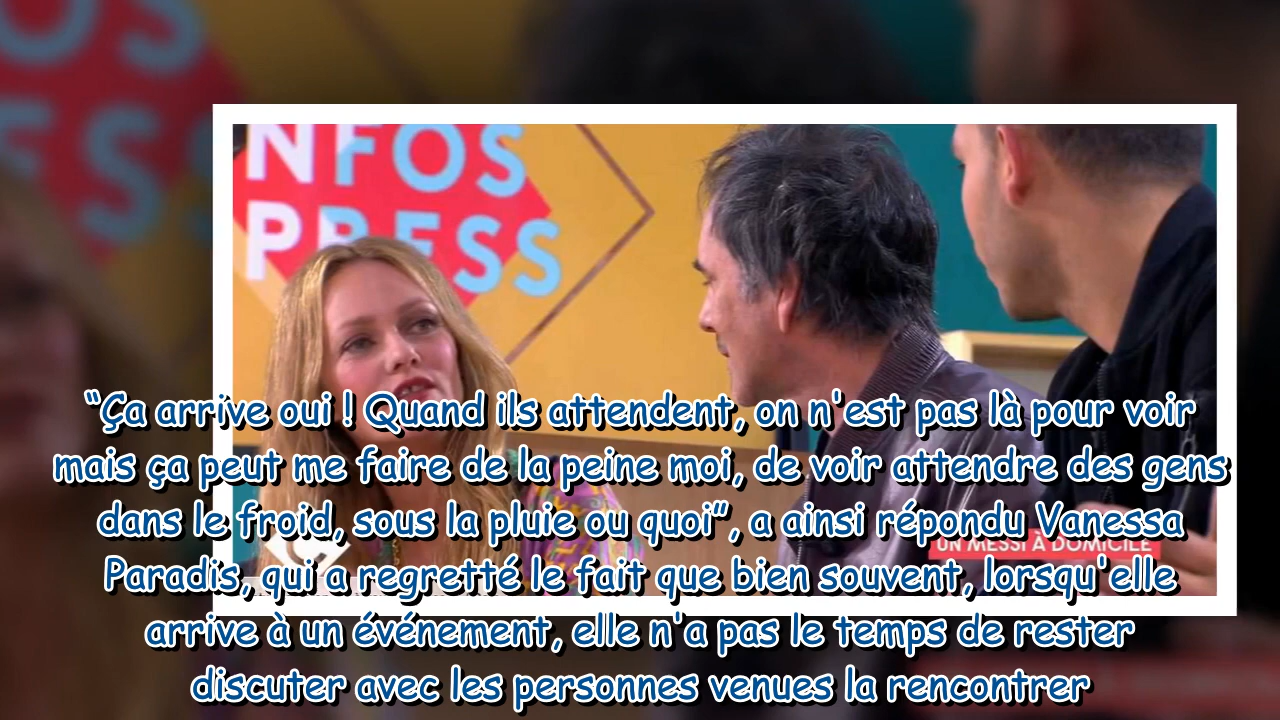 NFOS
PRESS
“Ça arrive oui ! Quand ils attendent, on n'est pas là pour voir
mais ça peut me faire de la peine moi, de voir attendre des gens
dans le froid, sous la pluie ou quoi”, a ainsi répondu Vanessa
UN MESSI À DOMICILE
Paradis, qui a regretté le fait que bien souvent, lorsqu'elle
arrive à un événement, elle n'a pas le temps de rester
discuter avec les personnes venues la rencontrer